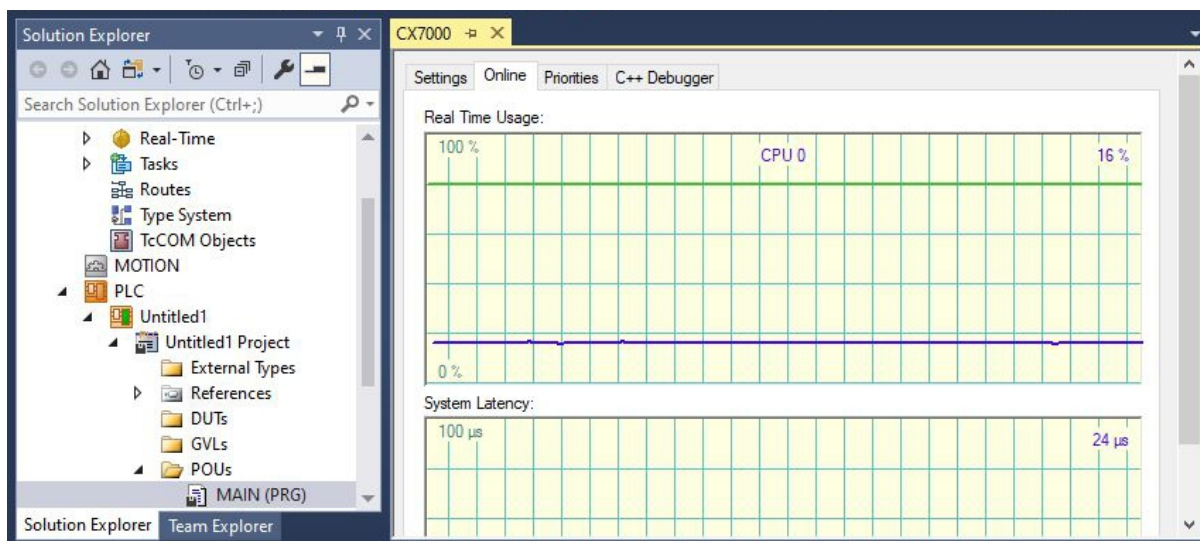 Solution Explorer
Search Solution Explorer (Ctrl+;)
Real-Time
Tasks
Routes
Type System
TcCOM Objects
MOTION
PLC
Untitled1
Untitled1 Project
External Types
References
DUTs
GVLs
POUs
MAIN (PRG)
Solution Explorer Team Explorer
CX7000
Settings Online Priorities C++ Debugger
Real Time Usage:
100 % CPU 0 16 %
0 %
System Latency:
100 µs 24 µs